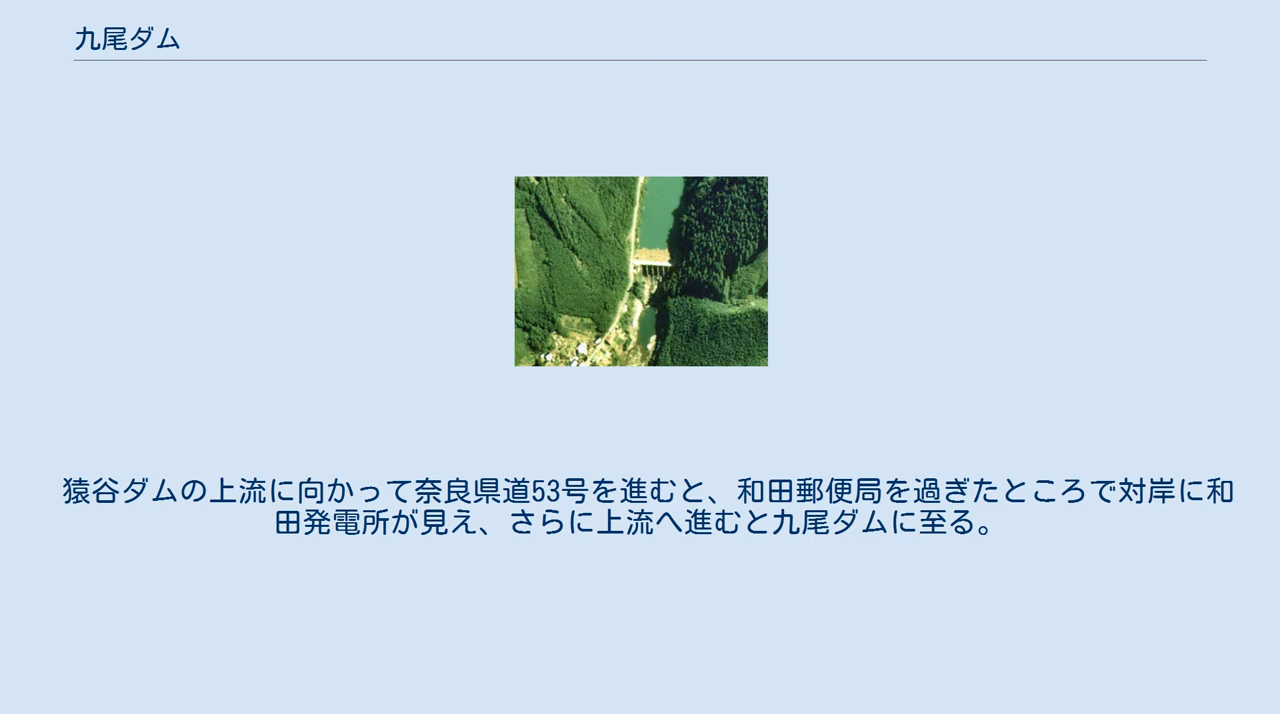 九尾ダム
猿谷ダムの上流に向かって奈良県道53号を進むと、和田郵便局を過ぎたところで対岸に和
田発電所が見え、さらに上流へ進むと九尾ダムに至る。